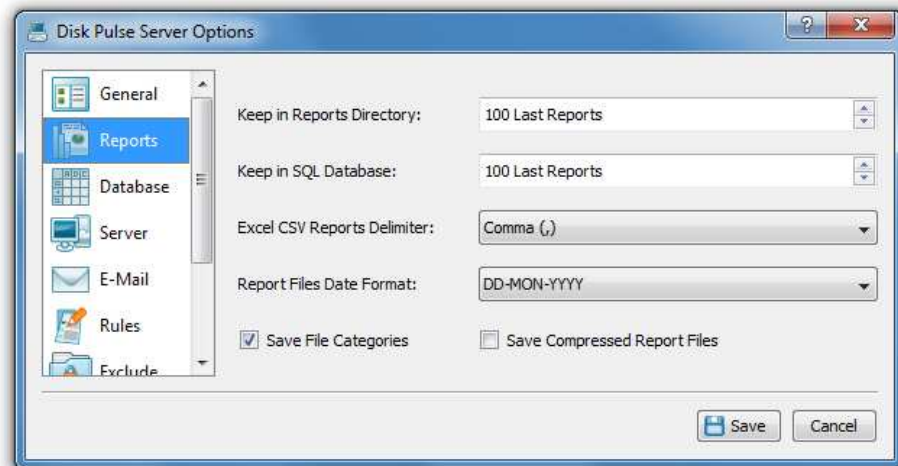 Disk Pulse Server Options
General
Reports
Database
Server
E-Mail
Rules
Exclude
Keep in Reports Directory: 100 Last Reports
Keep in SQL Database: 100 Last Reports
Excel CSV Reports Delimiter: Comma (,)
Report Files Date Format: DD-MON-YYYY
Save File Categories Save Compressed Report Files
Save Cancel